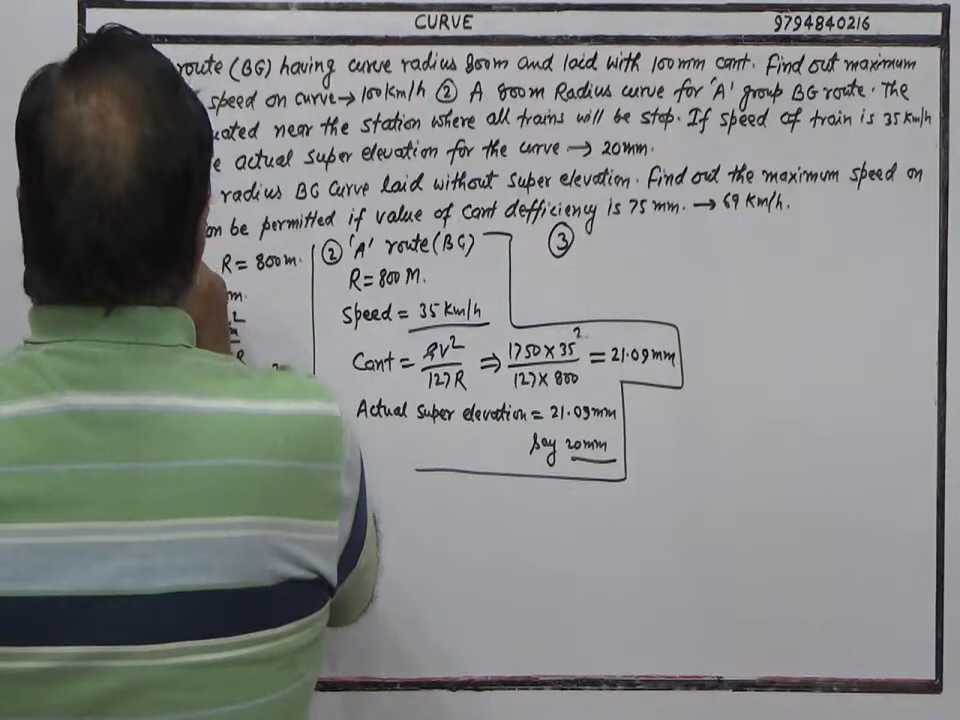 CURVE 9794840216
route (BG) having curve radius 800m and laid with 100mm cant. Find out maximum
speed on curve → 100km/h ② A 800m Radius curve for 'A' group BG route. The
uated near the station where all trains will be stop. If speed of train is 35 km/h
e actual super elevation for the curve → 20mm.
radius BG Curve laid without super elevation. Find out the maximum speed on
on be permitted if value of Cant defficiency is 75 mm. → 69 Km/h.
R = 800m.
m.
② 'A' route (BG)
R = 800 M.
Speed = 35 km/h
Cant = GV²/127R ⇒ 1750 × 35²/127 × 800 = 21.09mm
Actual super elevation = 21.09mm
Say 20mm
③